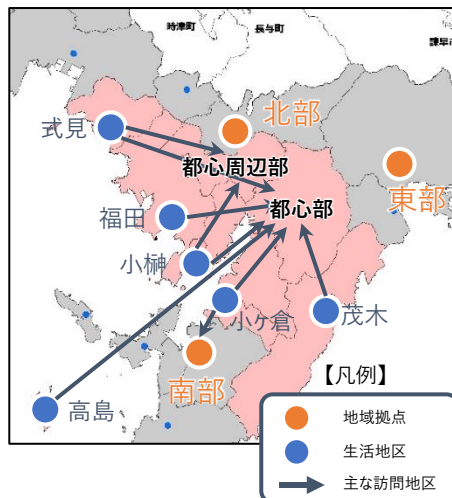 時津町
長与町
諫早市
北部
式見
都心周辺部
東部
都心部
福田
小榊
小ケ倉
茂木
南部
高島
【凡例】
地域拠点
生活地区
主な訪問地区